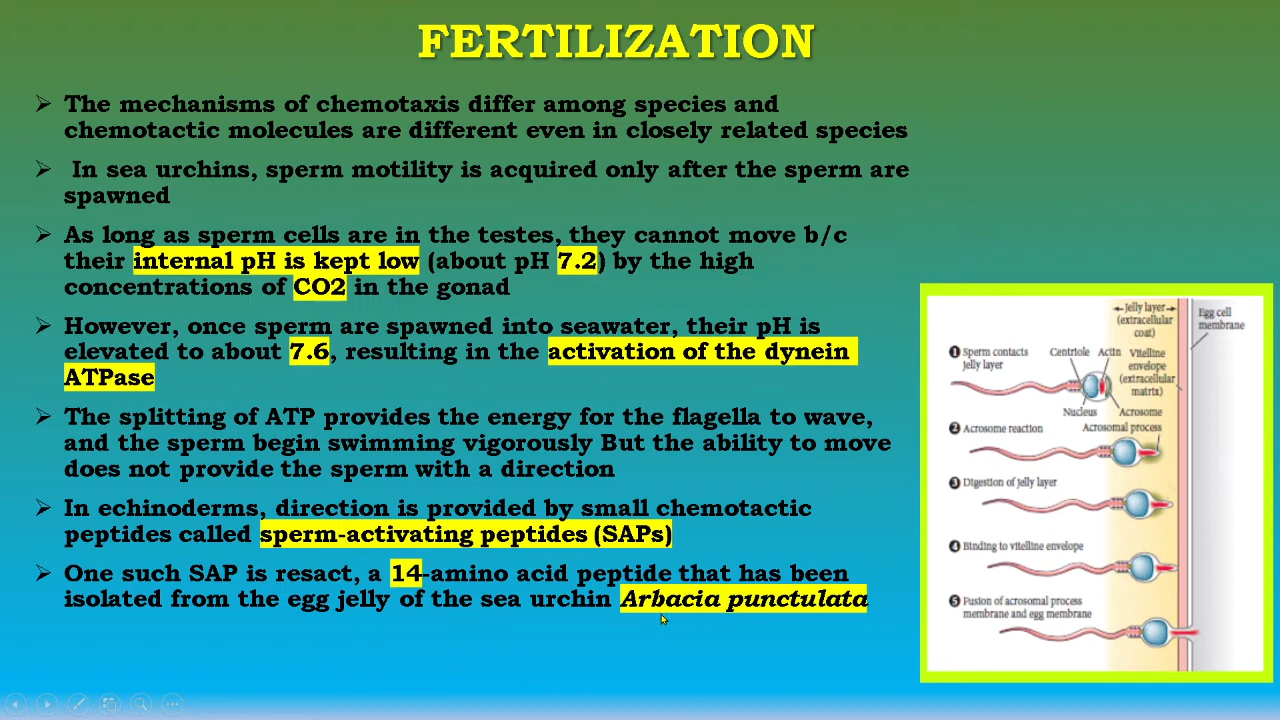 FERTILIZATION
The mechanisms of chemotaxis differ among species and
chemotactic molecules are different even in closely related species
In sea urchins, sperm motility is acquired only after the sperm are
spawned
As long as sperm cells are in the testes, they cannot move b/c
their internal pH is kept low (about pH 7.2) by the high
concentrations of CO2 in the gonad
However, once sperm are spawned into seawater, their pH is
elevated to about 7.6, resulting in the activation of the dynein
ATPase
The splitting of ATP provides the energy for the flagella to wave,
and the sperm begin swimming vigorously But the ability to move
does not provide the sperm with a direction
In echinoderms, direction is provided by small chemotactic
peptides called sperm-activating peptides (SAPs)
One such SAP is resact, a 14-amino acid peptide that has been
isolated from the egg jelly of the sea urchin Arbacia punctulata
Jelly layer
(extracellular
coat)
Egg cell
membrane
1 Sperm contacts
jelly layer
Centriole
Actin
Vitelline
envelope
(extracellular
matrix)
Nucleus
Acrosome
2 Acrosome reaction
Acrosomal process
3 Digestion of jelly layer
4 Binding to vitelline envelope
5 Fusion of acrosomal process
membrane and egg membrane